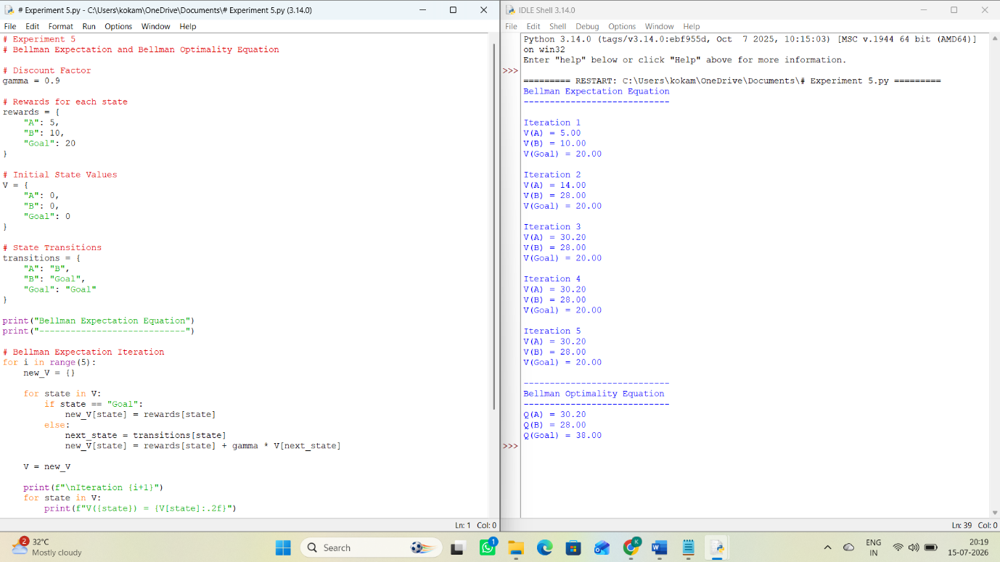 # Experiment 5.py - C:\Users\kokam\OneDrive\Documents\# Experiment 5.py (3.14.0)
File Edit Format Run Options Window Help
# Experiment 5
# Bellman Expectation and Bellman Optimality Equation

# Discount Factor
gamma = 0.9

# Rewards for each state
rewards = {
    "A": 5,
    "B": 10,
    "Goal": 20
}

# Initial State Values
V = {
    "A": 0,
    "B": 0,
    "Goal": 0
}

# State Transitions
transitions = {
    "A": "B",
    "B": "Goal",
    "Goal": "Goal"
}

print("Bellman Expectation Equation")
print("----------------------------")

# Bellman Expectation Iteration
for i in range(5):
    new_V = {}

    for state in V:
        if state == "Goal":
            new_V[state] = rewards[state]
        else:
            next_state = transitions[state]
            new_V[state] = rewards[state] + gamma * V[next_state]

    V = new_V

    print(f"\nIteration {i+1}")
    for state in V:
        print(f"V({state}) = {V[state]:.2f}")
Ln: 1 Col: 0
IDLE Shell 3.14.0
File Edit Shell Debug Options Window Help
Python 3.14.0 (tags/v3.14.0:ebf955d, Oct  7 2025, 10:15:03) [MSC v.1944 64 bit (AMD64)]
on win32
Enter "help" below or click "Help" above for more information.
>>>
========= RESTART: C:\Users\kokam\OneDrive\Documents\# Experiment 5.py =========
Bellman Expectation Equation
----------------------------

Iteration 1
V(A) = 5.00
V(B) = 10.00
V(Goal) = 20.00

Iteration 2
V(A) = 14.00
V(B) = 28.00
V(Goal) = 20.00

Iteration 3
V(A) = 30.20
V(B) = 28.00
V(Goal) = 20.00

Iteration 4
V(A) = 30.20
V(B) = 28.00
V(Goal) = 20.00

Iteration 5
V(A) = 30.20
V(B) = 28.00
V(Goal) = 20.00

----------------------------
Bellman Optimality Equation
----------------------------
Q(A) = 30.20
Q(B) = 28.00
Q(Goal) = 38.00
>>>
Ln: 39 Col: 0
2
32°C
Mostly cloudy
Search
1
K
W
ENG
IN
20:19
15-07-2026